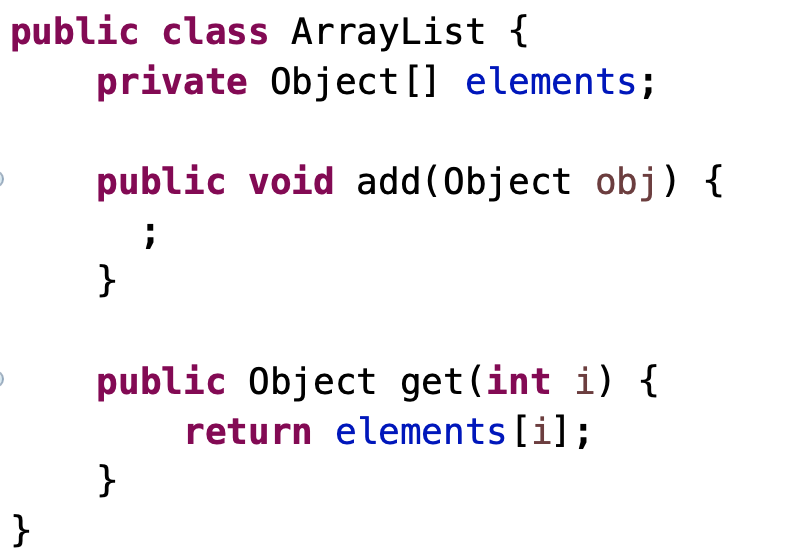 public class ArrayList {
    private Object[] elements;

    public void add(Object obj) {
      ;
    }

    public Object get(int i) {
        return elements[i];
    }
}